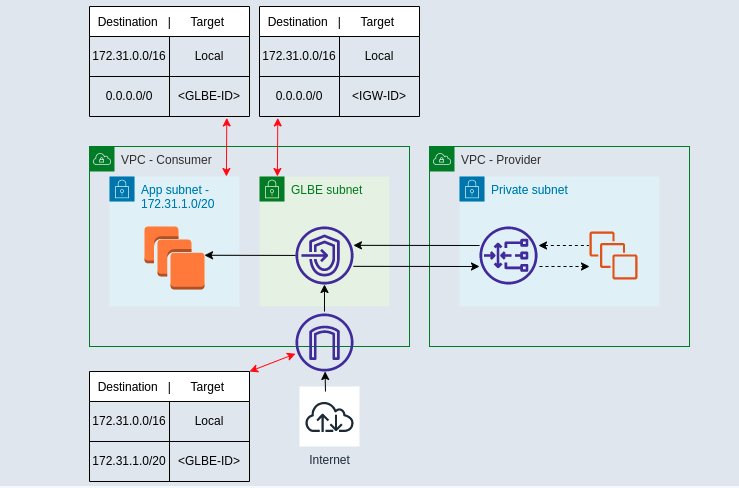 Destination | Target
172.31.0.0/16 Local
0.0.0.0/0 <GLBE-ID>
Destination | Target
172.31.0.0/16 Local
0.0.0.0/0 <IGW-ID>
VPC - Consumer
App subnet -
172.31.1.0/20
GLBE subnet
VPC - Provider
Private subnet
Destination | Target
172.31.0.0/16 Local
172.31.1.0/20 <GLBE-ID>
Internet